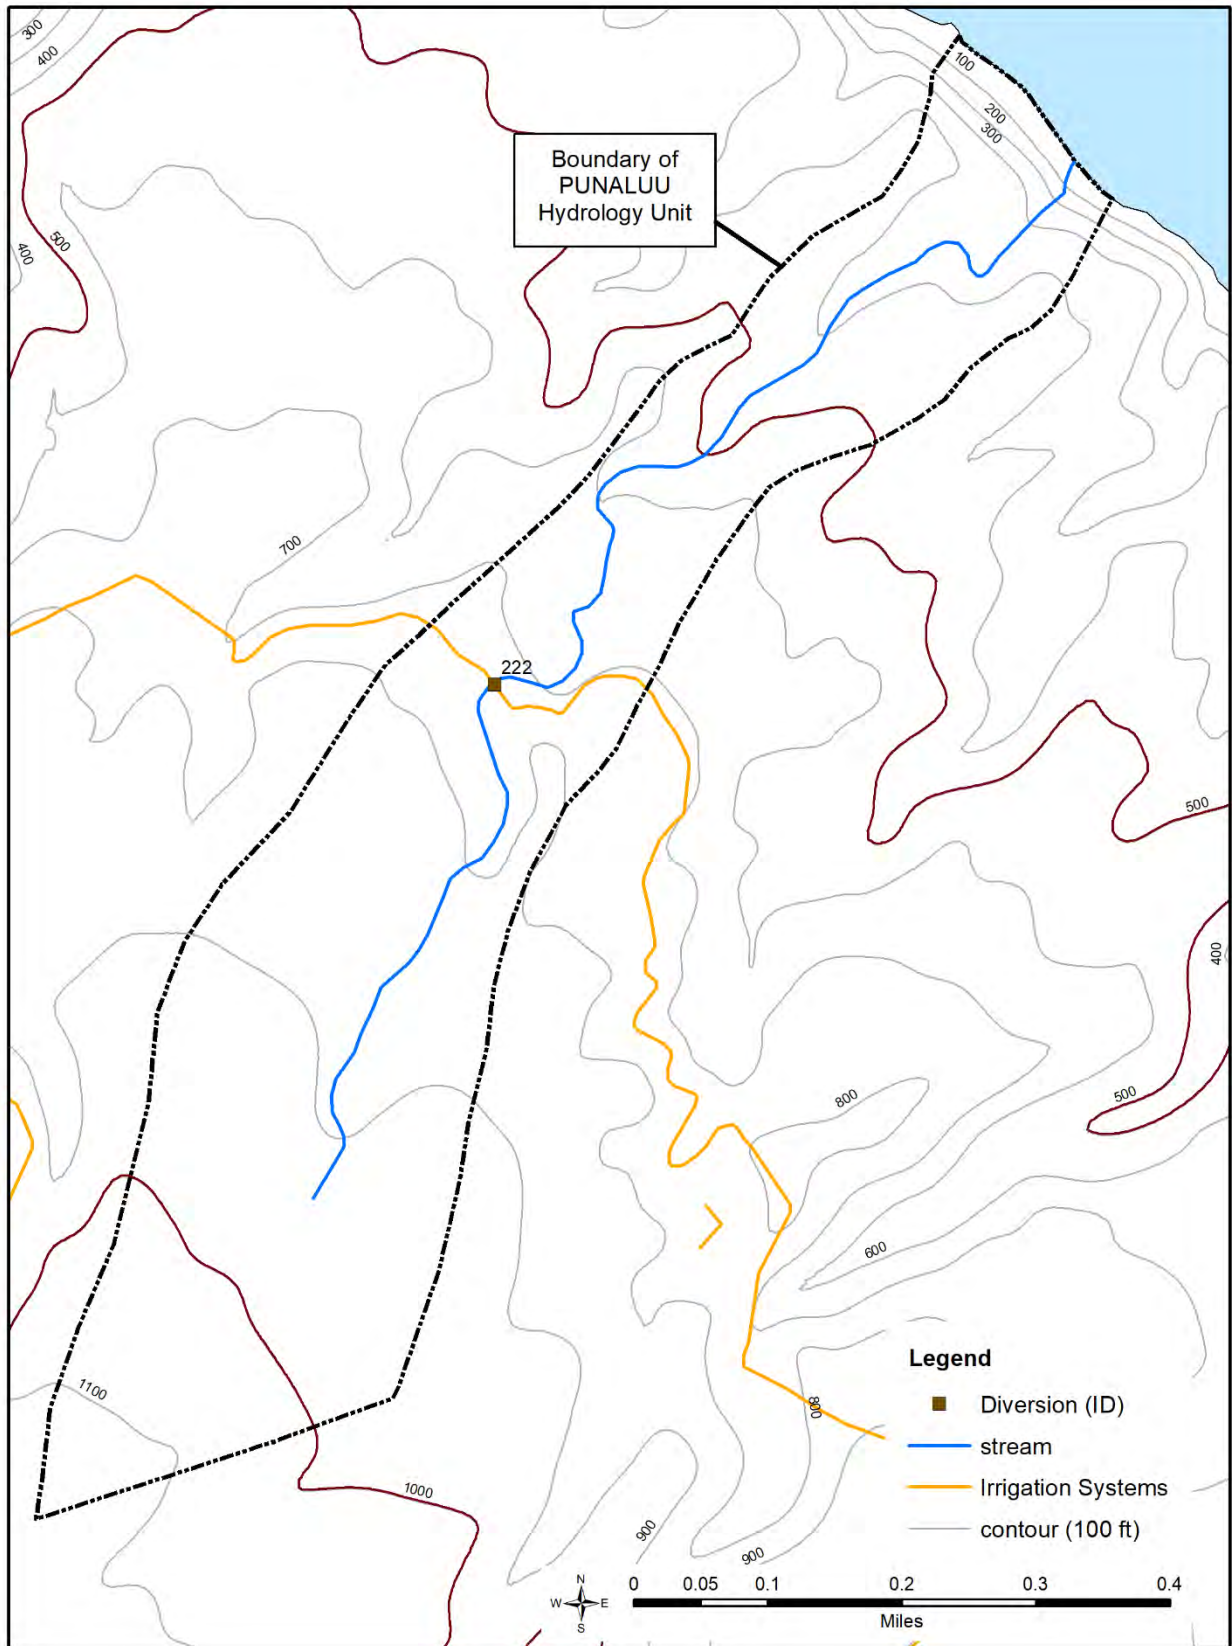 300
400
100
200
300
Boundary of
PUNALUU
Hydrology Unit
500
400
700
222
500
400
800
500
600
1100
800
1000
900
900
Legend
Diversion (ID)
stream
Irrigation Systems
contour (100 ft)
N
W E
S
0 0.05 0.1 0.2 0.3 0.4
Miles